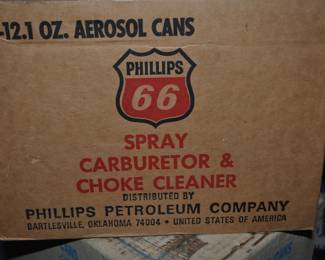 -12.1 OZ. AEROSOL CANS
PHILLIPS
66
SPRAY
CARBURETOR &
CHOKE CLEANER
DISTRIBUTED BY
PHILLIPS PETROLEUM COMPANY
BARTLESVILLE, OKLAHOMA 74004 • UNITED STATES OF AMERICA